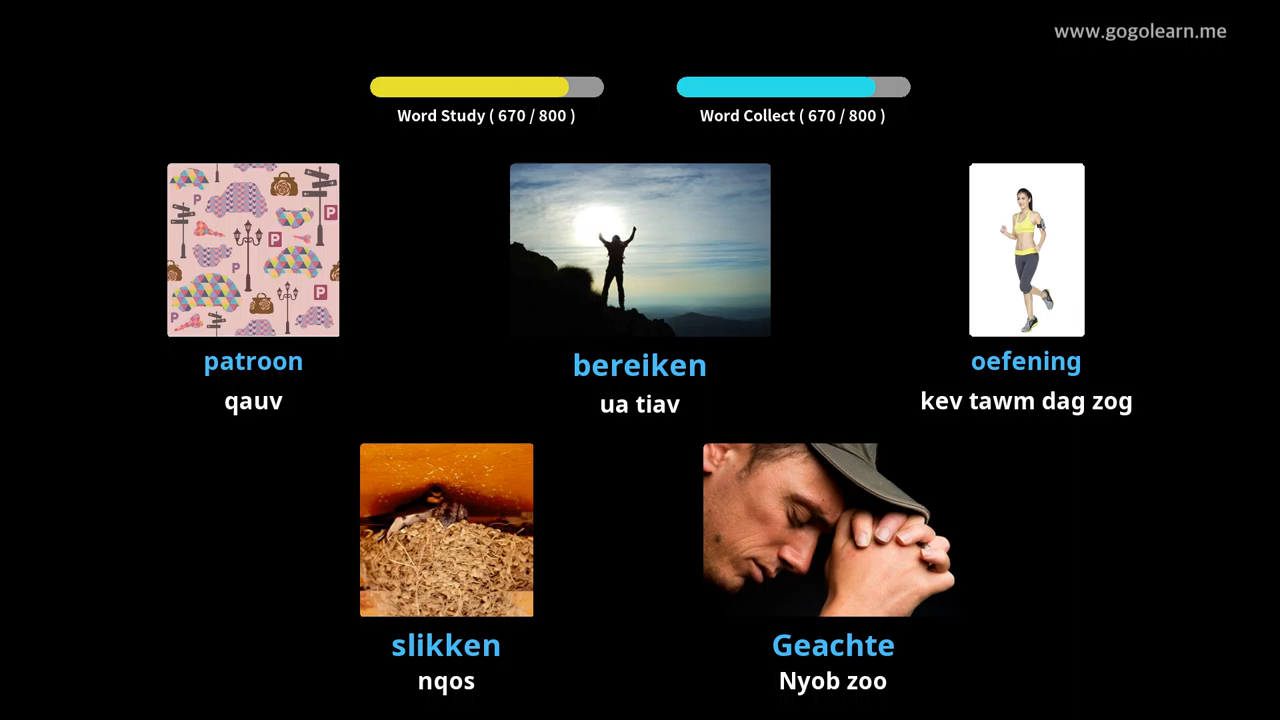 www.gogolearn.me
Word Study ( 670 / 800 )
Word Collect ( 670 / 800 )
P
P
P
P
P
P
patroon
qauv
bereiken
ua tiav
oefening
kev tawm dag zog
slikken
nqos
Geachte
Nyob zoo